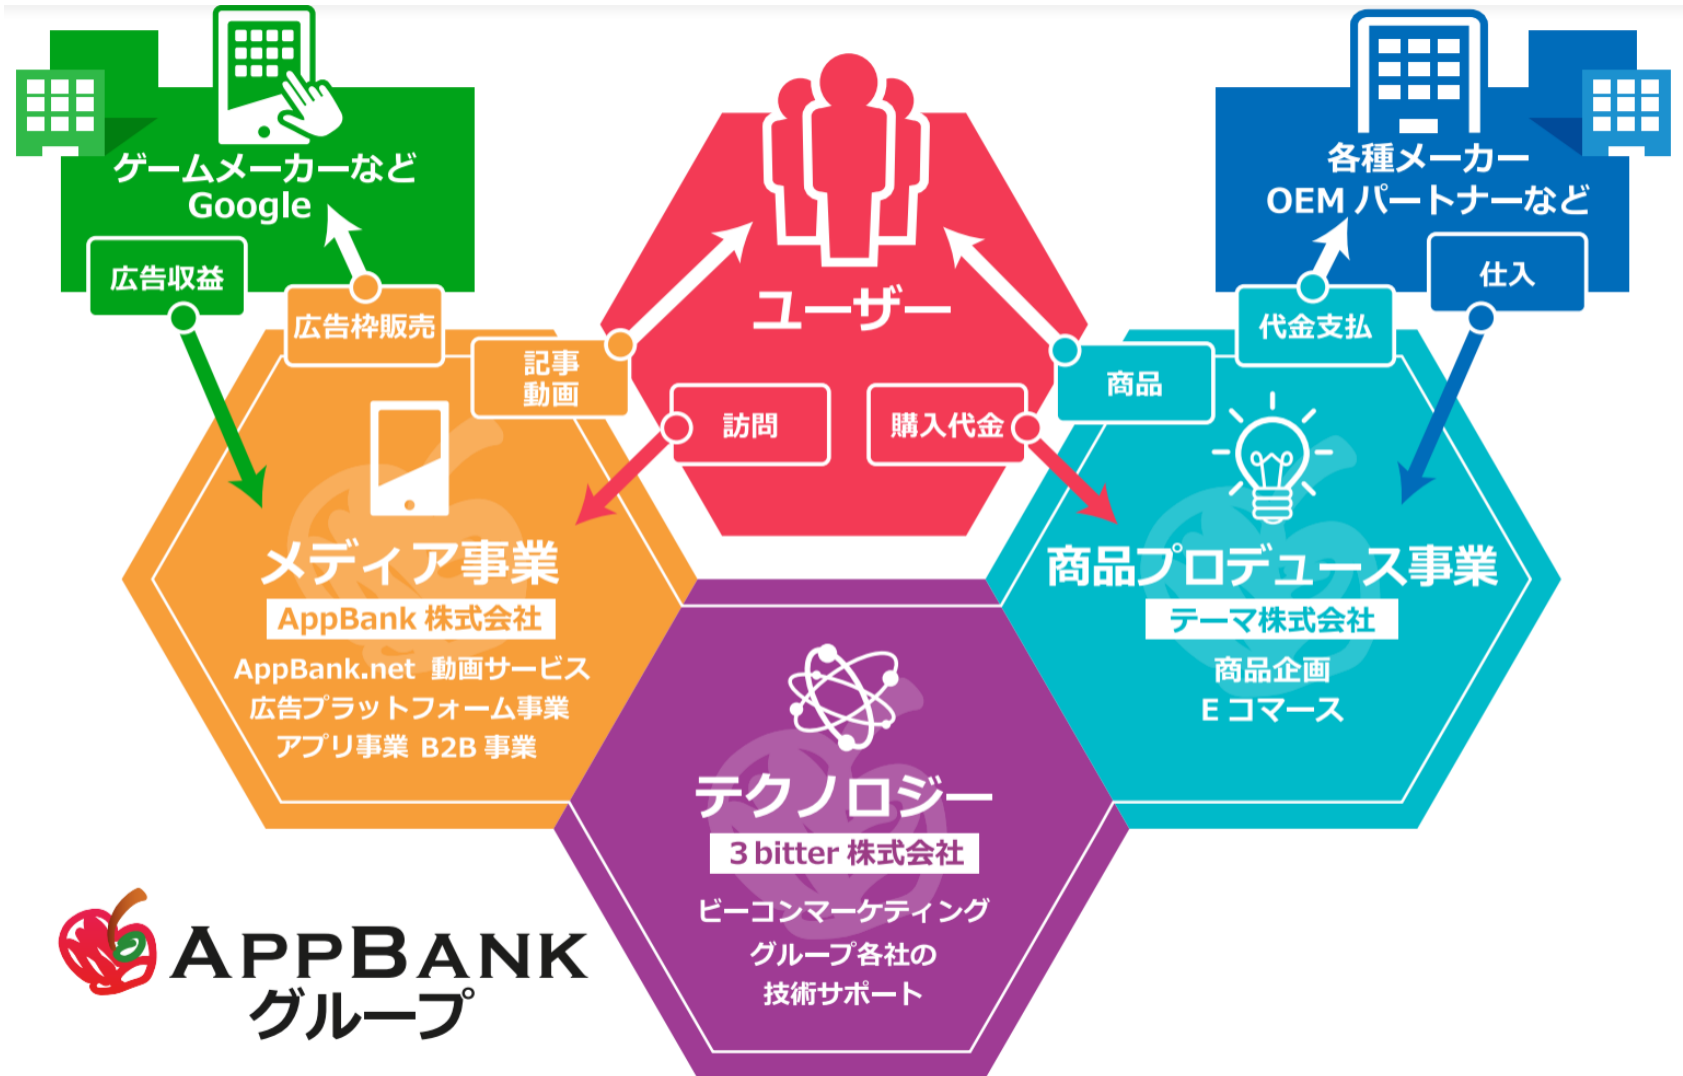 ゲームメーカーなど
Google
広告収益
広告枠販売
記事
動画
ユーザー
訪問
購入代金
各種メーカー
OEM パートナーなど
仕入
代金支払
商品
メディア事業
AppBank 株式会社
AppBank.net 動画サービス
広告プラットフォーム事業
アプリ事業 B2B 事業
商品プロデュース事業
テーマ株式会社
商品企画
E コマース
テクノロジー
3 bitter 株式会社
ビーコンマーケティング
グループ各社の
技術サポート
APPBANK
グループ